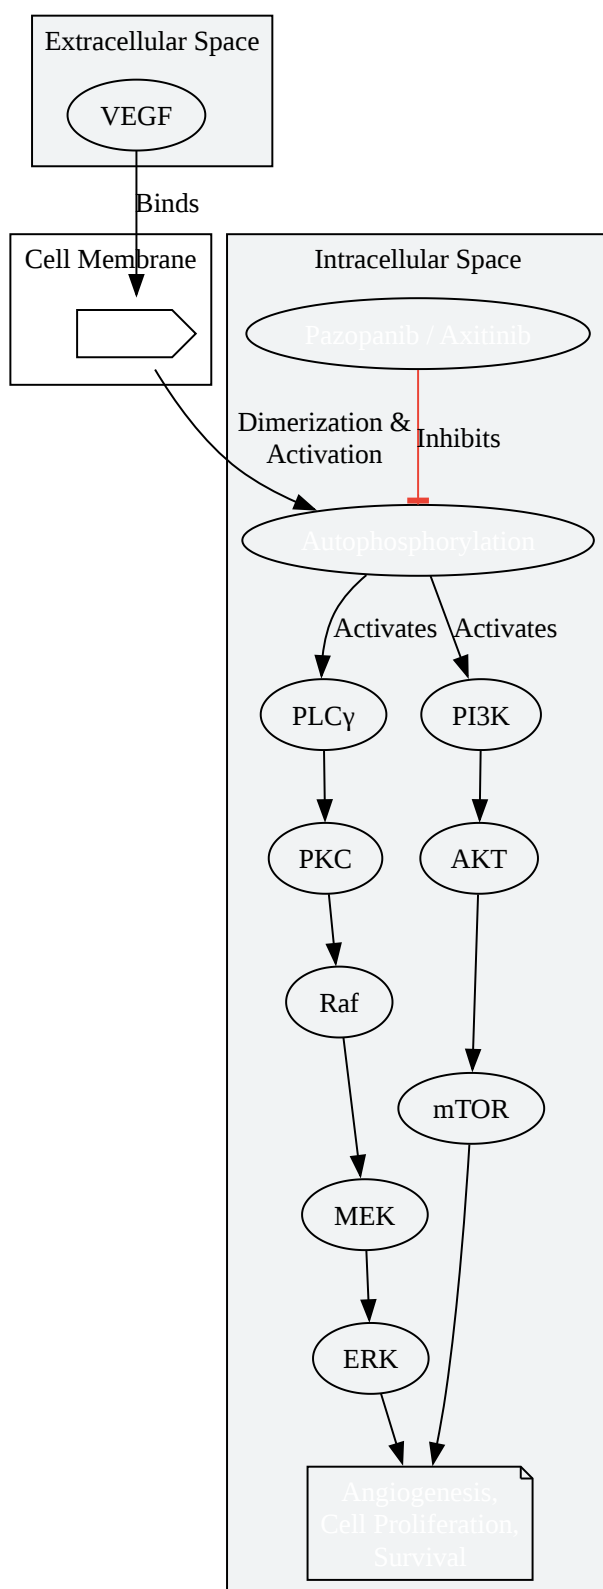 Extracellular Space
VEGF
Binds
Cell Membrane
Intracellular Space
Pazopanib / Axitinib
Dimerization &
Activation
Inhibits
Autophosphorylation
Activates
Activates
PLCγ
PI3K
PKC
AKT
Raf
mTOR
MEK
ERK
Angiogenesis,
Cell Proliferation,
Survival